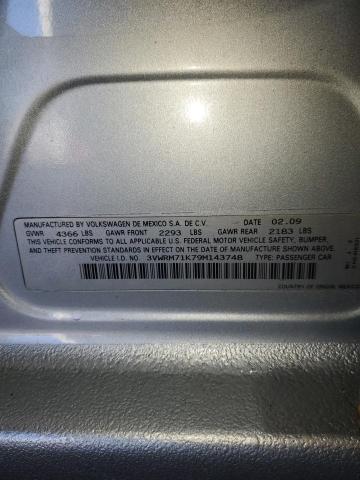 MANUFACTURED BY VOLKSWAGEN DE MEXICO S.A. DE C.V. DATE 02.09
GVWR 4366 LBS GAWR FRONT 2293 LBS GAWR REAR 2183 LBS
THIS VEHICLE CONFORMS TO ALL APPLICABLE U.S. FEDERAL MOTOR VEHICLE SAFETY, BUMPER,
AND THEFT PREVENTION STANDARDS IN EFFECT ON THE DATE OF MANUFACTURE SHOWN ABOVE.
VEHICLE I.D. NO. 3VWRM71K79M143748 TYPE: PASSENGER CAR
COUNTRY OF ORIGIN: MEXICO